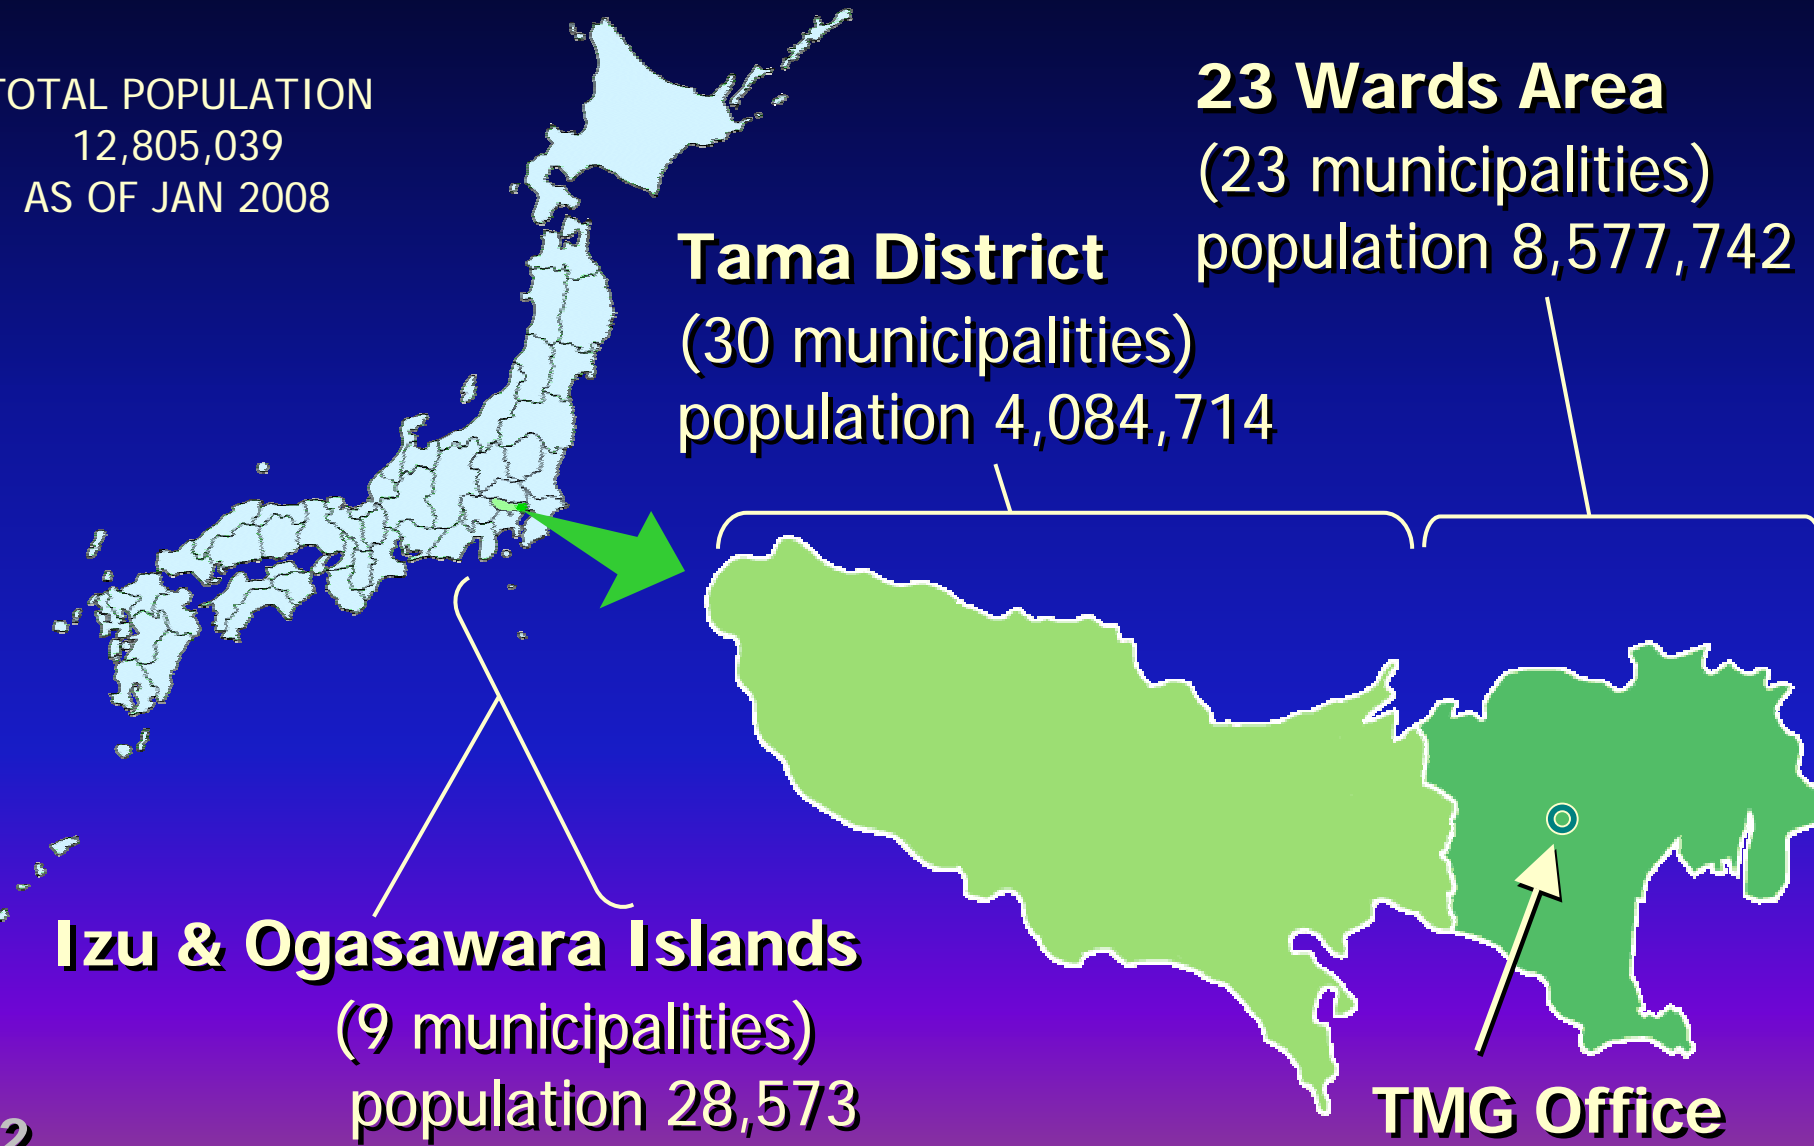 TOTAL POPULATION
12,805,039
AS OF JAN 2008
23 Wards Area
(23 municipalities)
population 8,577,742
Tama District
(30 municipalities)
population 4,084,714
Izu & Ogasawara Islands
(9 municipalities)
population 28,573
TMG Office
2